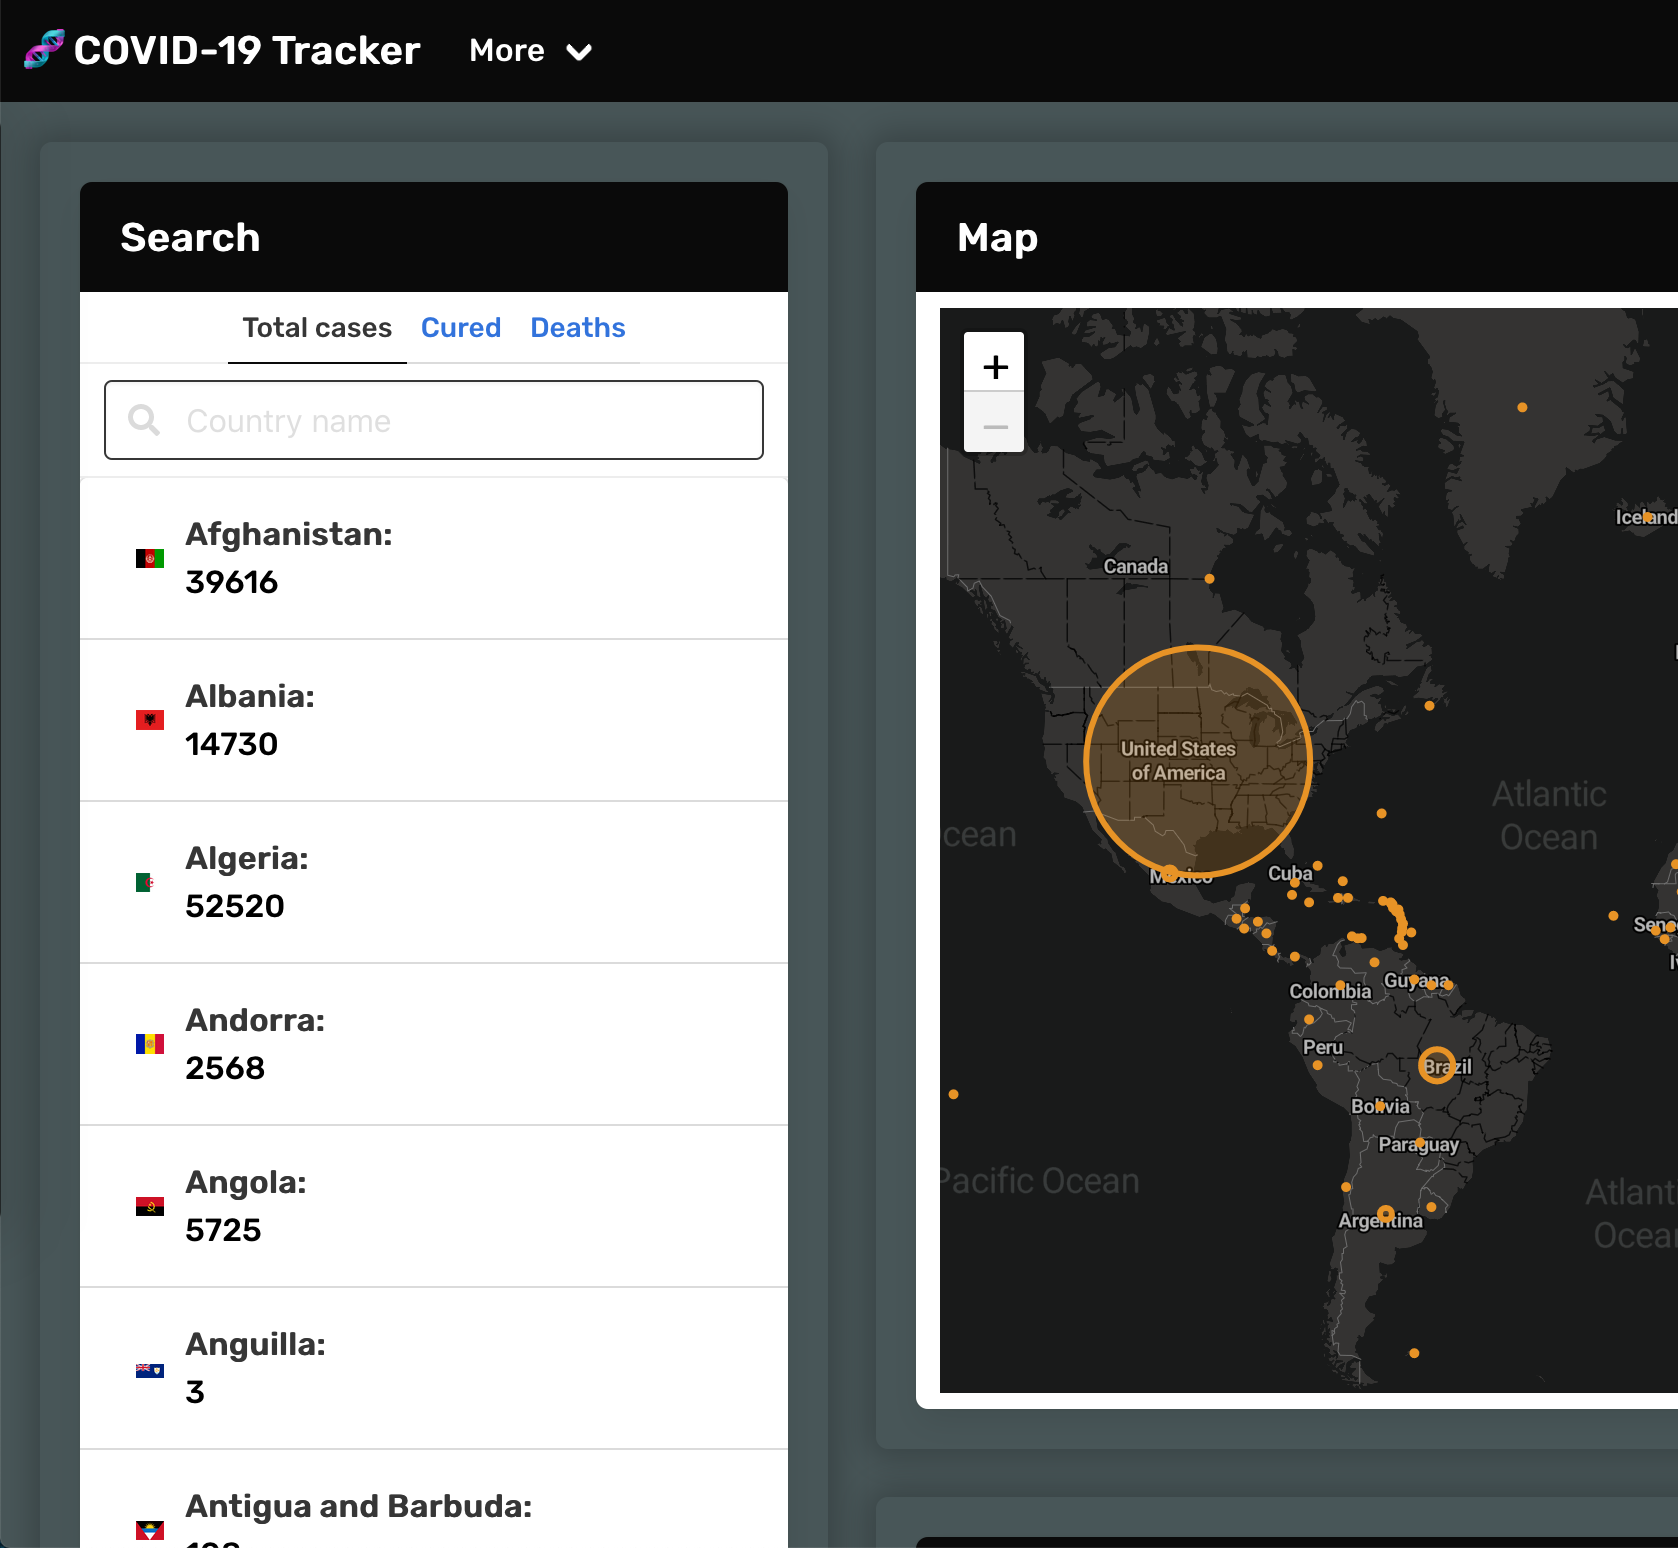 COVID-19 Tracker
More
Search
Total cases
Cured
Deaths
Country name
Afghanistan:
39616
Albania:
14730
Algeria:
52520
Andorra:
2568
Angola:
5725
Anguilla:
3
Antigua and Barbuda:
Map
+
−
Iceland
Canada
United States
of America
Atlantic
Ocean
cean
Mexico
Cuba
Sene
Guyana
Colombia
Peru
Brazil
Bolivia
Paraguay
Pacific Ocean
Atlant
Ocea
Argentina